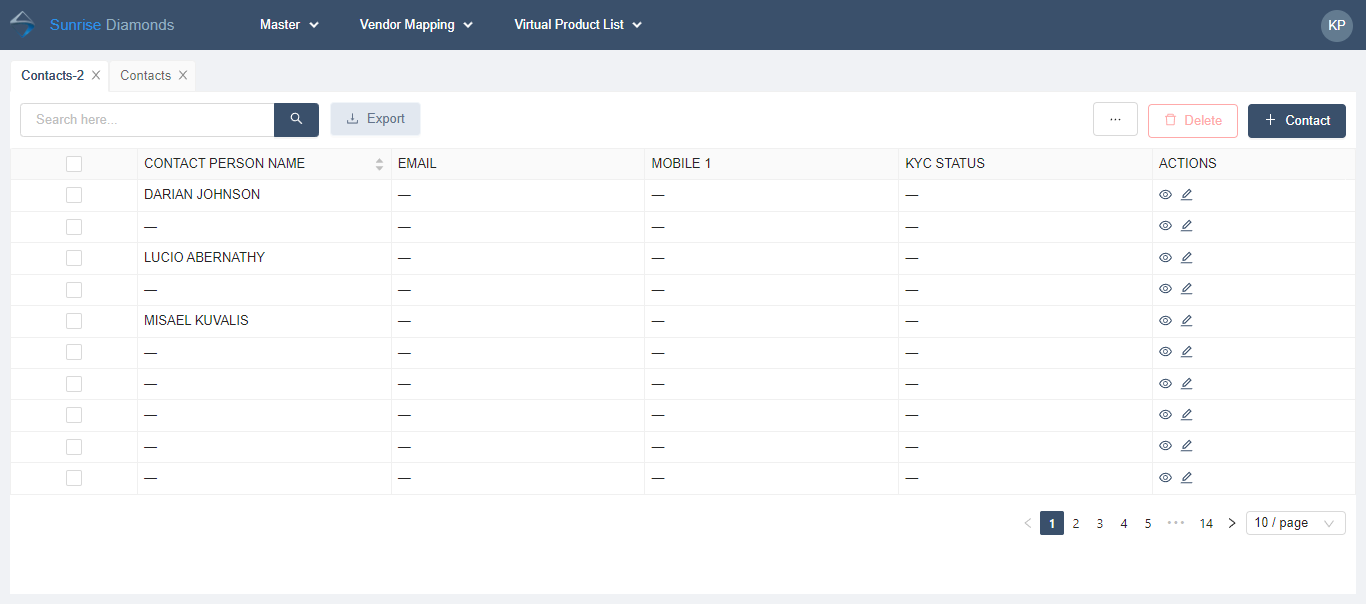 Sunrise Diamonds Master Vendor Mapping Virtual Product List KP
Contacts-2 Contacts
Search here... Export ... Delete + Contact
CONTACT PERSON NAME EMAIL MOBILE 1 KYC STATUS ACTIONS
DARIAN JOHNSON — — —
— — — —
LUCIO ABERNATHY — — —
— — — —
MISAEL KUVALIS — — —
— — — —
— — — —
— — — —
— — — —
— — — —
< 1 2 3 4 5 ••• 14 > 10 / page